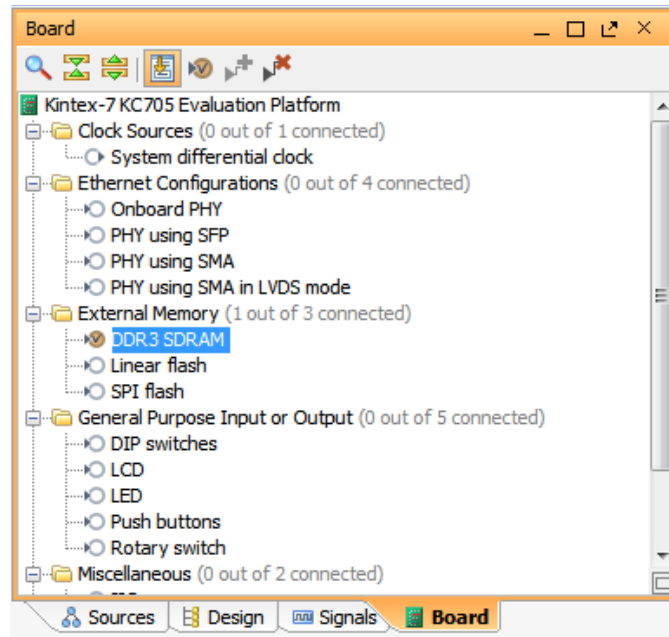 Board
Kintex-7 KC705 Evaluation Platform
Clock Sources (0 out of 1 connected)
System differential clock
Ethernet Configurations (0 out of 4 connected)
Onboard PHY
PHY using SFP
PHY using SMA
PHY using SMA in LVDS mode
External Memory (1 out of 3 connected)
DDR3 SDRAM
Linear flash
SPI flash
General Purpose Input or Output (0 out of 5 connected)
DIP switches
LCD
LED
Push buttons
Rotary switch
Miscellaneous (0 out of 2 connected)
Sources Design Signals Board